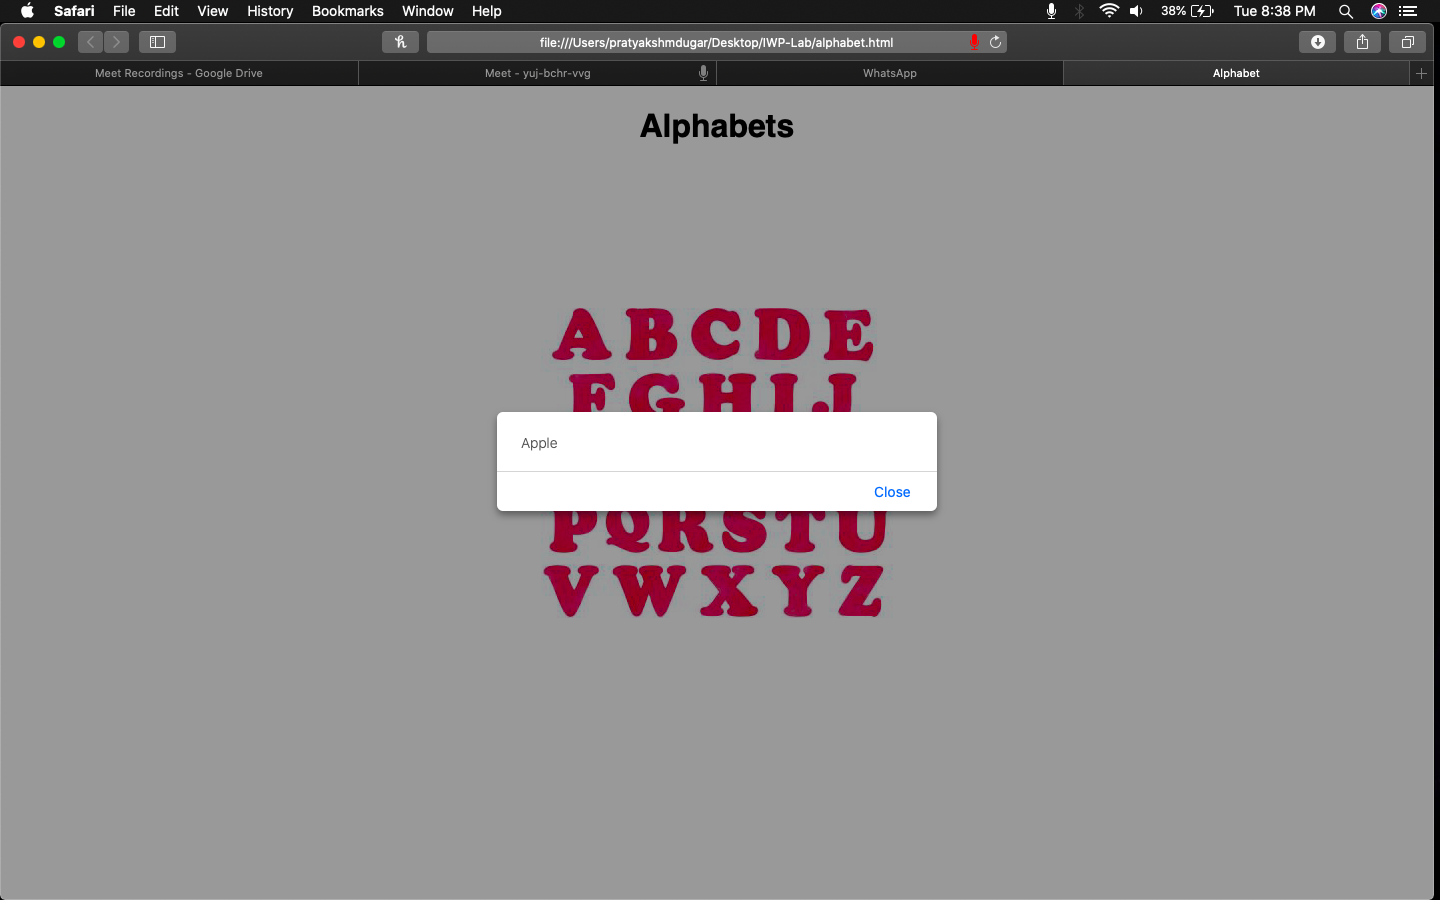 Safari File Edit View History Bookmarks Window Help 38% Tue 8:38 PM
file:///Users/pratyakshmdugar/Desktop/IWP-Lab/alphabet.html
Meet Recordings - Google Drive Meet - yuj-bchr-vvg WhatsApp Alphabet
Alphabets
A B C D E
F G H I J
Apple
Close
P Q R S T U
V W X Y Z